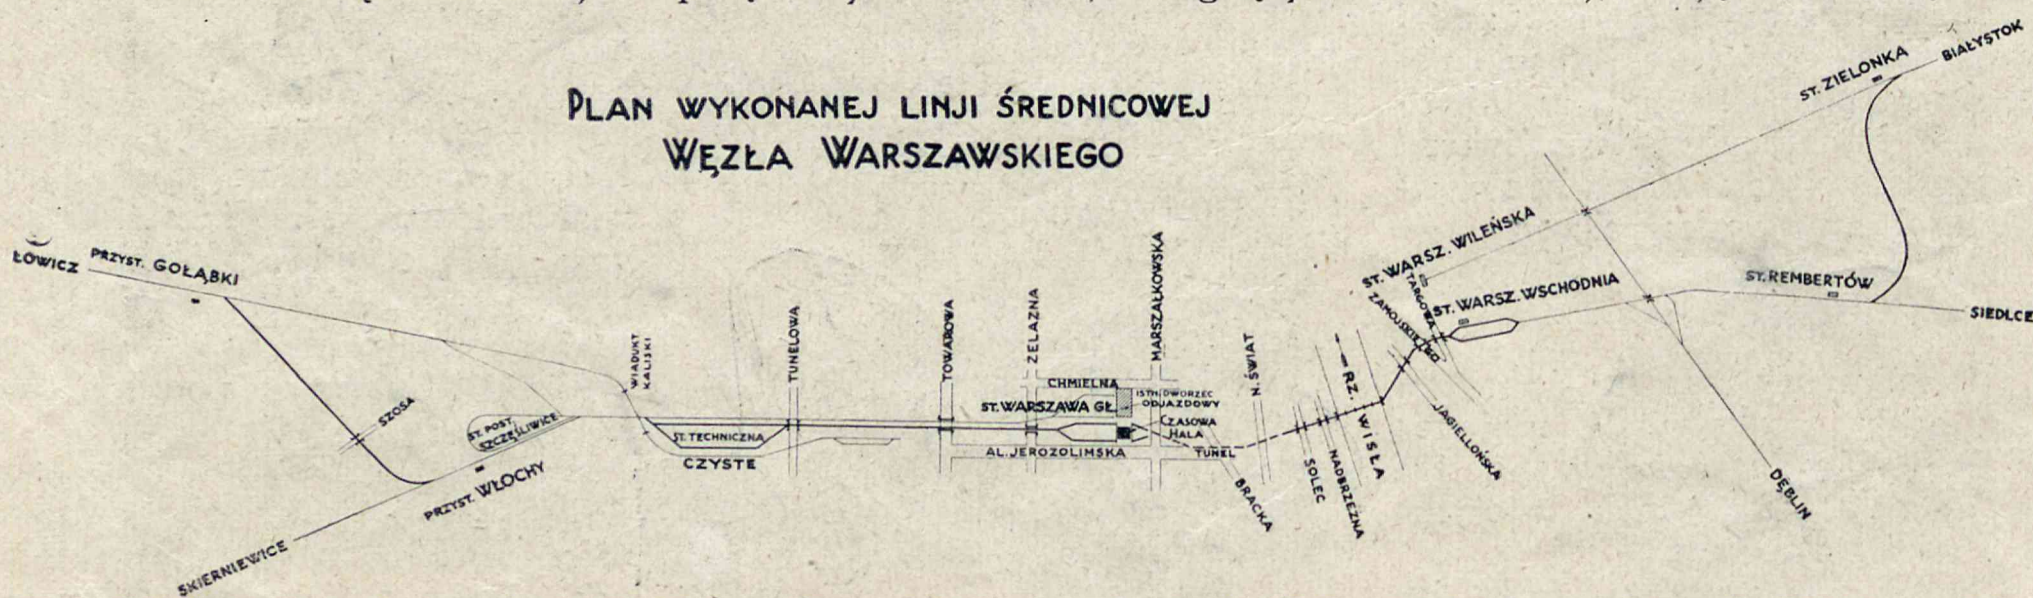 PLAN WYKONANEJ LINJI ŚREDNICOWEJ
WĘZŁA WARSZAWSKIEGO
ŁOWICZ
PRZYST. GOŁĄBKI
SZOSA
ST. POST.
SZCZĘŚLIWICE
PRZYST. WŁOCHY
SKIERNIEWICE
WIADUKT
KALISKI
ST. TECHNICZNA
CZYSTE
TUNELOWA
TOWAROWA
ŻELAZNA
CHMIELNA
ST. WARSZAWA GŁ.
ISTN. DWORZEC
ODJAZDOWY
CZASOWA
HALA
AL. JEROZOLIMSKA
MARSZAŁKOWSKA
TUNEL
BRACKA
N. ŚWIAT
SOLEC
NADBRZEŻNA
RZ. WISŁA
JAGIELLOŃSKA
ZAMOJSKIEGO
TARGOWA
ST. WARSZ. WILEŃSKA
ST. WARSZ. WSCHODNIA
ST. ZIELONKA
BIAŁYSTOK
ST. REMBERTÓW
SIEDLCE
DĘBLIN